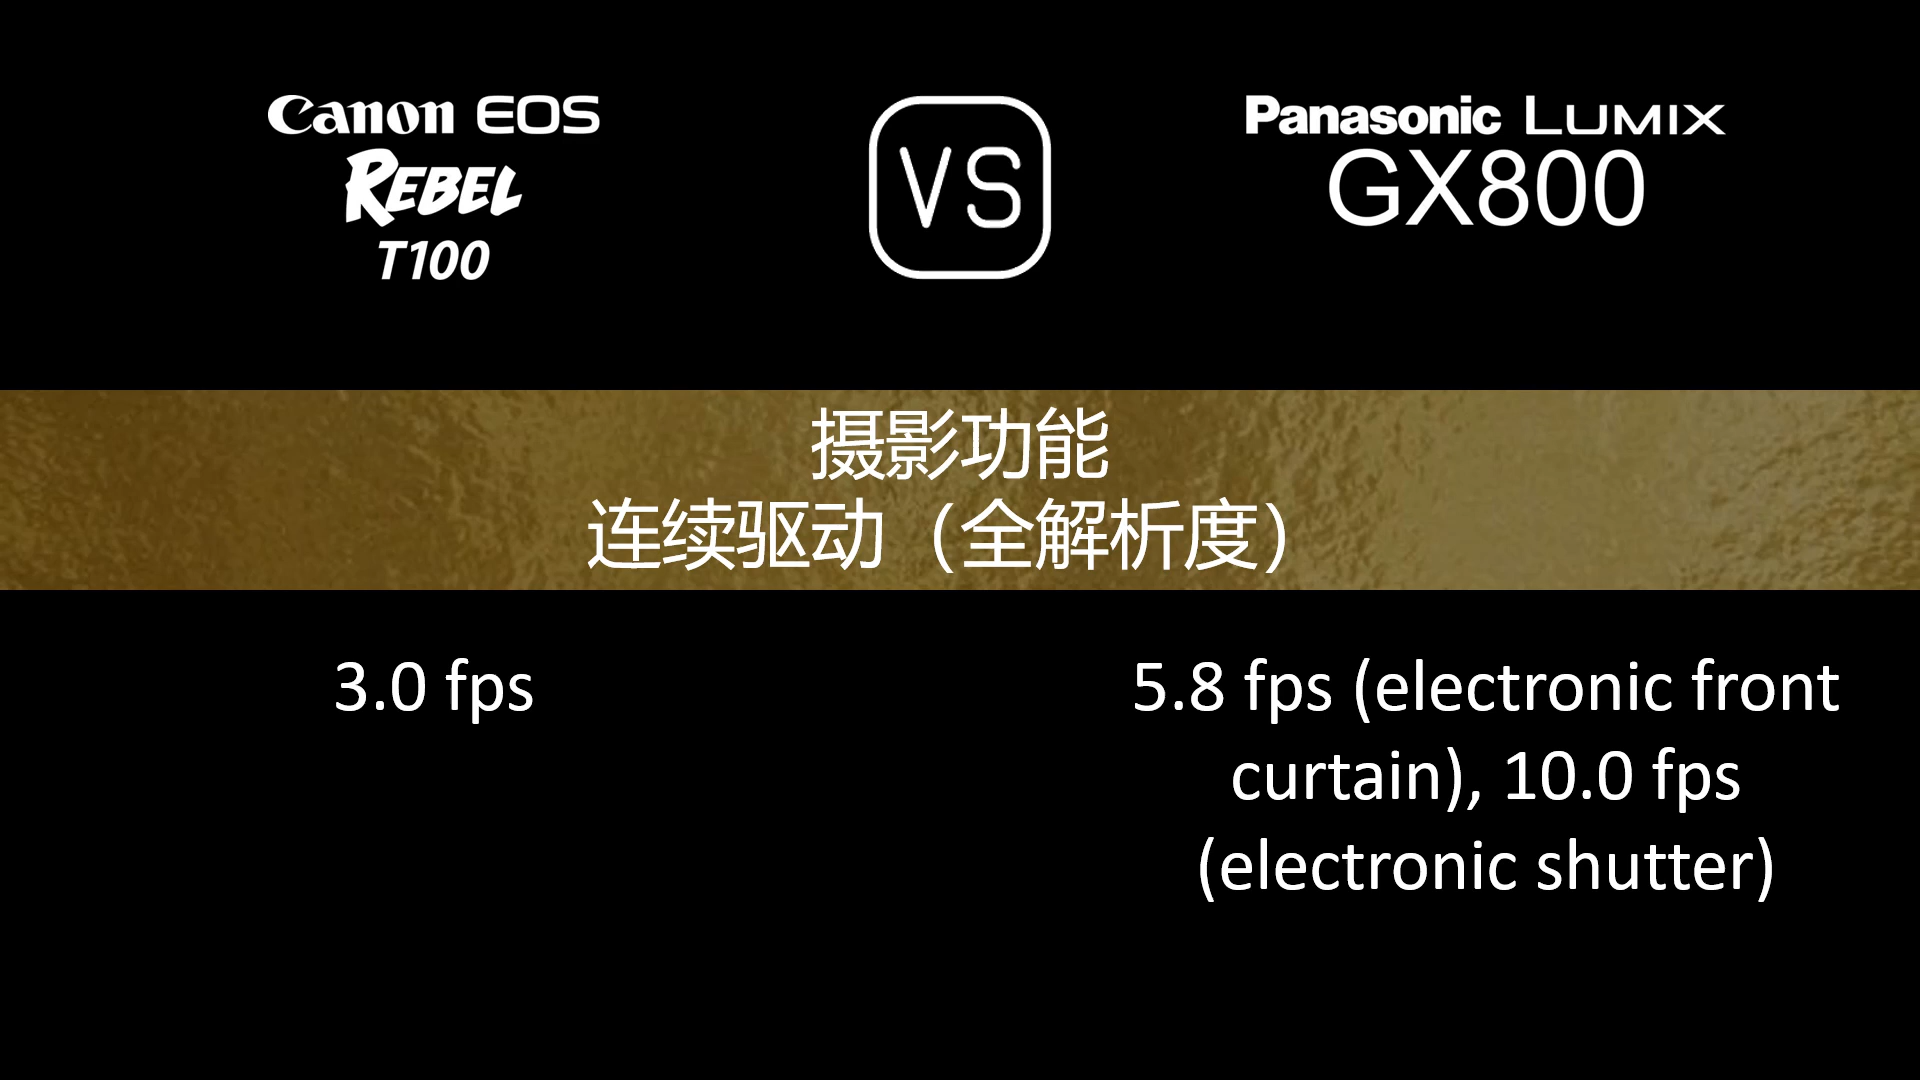 Canon EOS
REBEL
T100
VS
Panasonic LUMIX
GX800
摄影功能
连续驱动（全解析度）
3.0 fps
5.8 fps (electronic front
curtain), 10.0 fps
(electronic shutter)